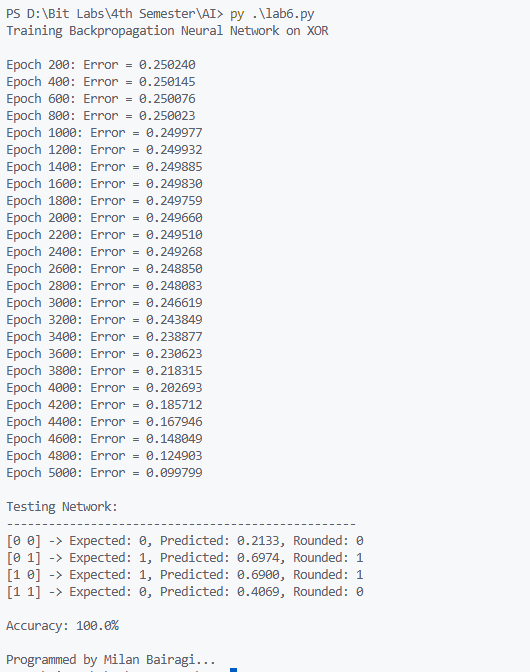 PS D:\Bit Labs\4th Semester\AI> py .\lab6.py
Training Backpropagation Neural Network on XOR
Epoch 200: Error = 0.250240
Epoch 400: Error = 0.250145
Epoch 600: Error = 0.250076
Epoch 800: Error = 0.250023
Epoch 1000: Error = 0.249977
Epoch 1200: Error = 0.249932
Epoch 1400: Error = 0.249885
Epoch 1600: Error = 0.249830
Epoch 1800: Error = 0.249759
Epoch 2000: Error = 0.249660
Epoch 2200: Error = 0.249510
Epoch 2400: Error = 0.249268
Epoch 2600: Error = 0.248850
Epoch 2800: Error = 0.248083
Epoch 3000: Error = 0.246619
Epoch 3200: Error = 0.243849
Epoch 3400: Error = 0.238877
Epoch 3600: Error = 0.230623
Epoch 3800: Error = 0.218315
Epoch 4000: Error = 0.202693
Epoch 4200: Error = 0.185712
Epoch 4400: Error = 0.167946
Epoch 4600: Error = 0.148049
Epoch 4800: Error = 0.124903
Epoch 5000: Error = 0.099799
Testing Network:
--------------------------------------------------
[0 0] -> Expected: 0, Predicted: 0.2133, Rounded: 0
[0 1] -> Expected: 1, Predicted: 0.6974, Rounded: 1
[1 0] -> Expected: 1, Predicted: 0.6900, Rounded: 1
[1 1] -> Expected: 0, Predicted: 0.4069, Rounded: 0
Accuracy: 100.0%
Programmed by Milan Bairagi...